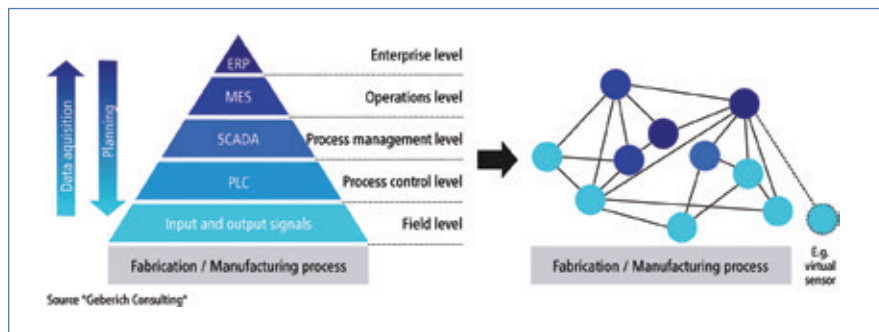 Data aquisition
Planning
ERP
MES
SCADA
PLC
Input and output signals
Fabrication / Manufacturing process
Enterprise level
Operations level
Process management level
Process control level
Field level
Source "Geberich Consulting"
Fabrication / Manufacturing process
E.g.
virtual
sensor